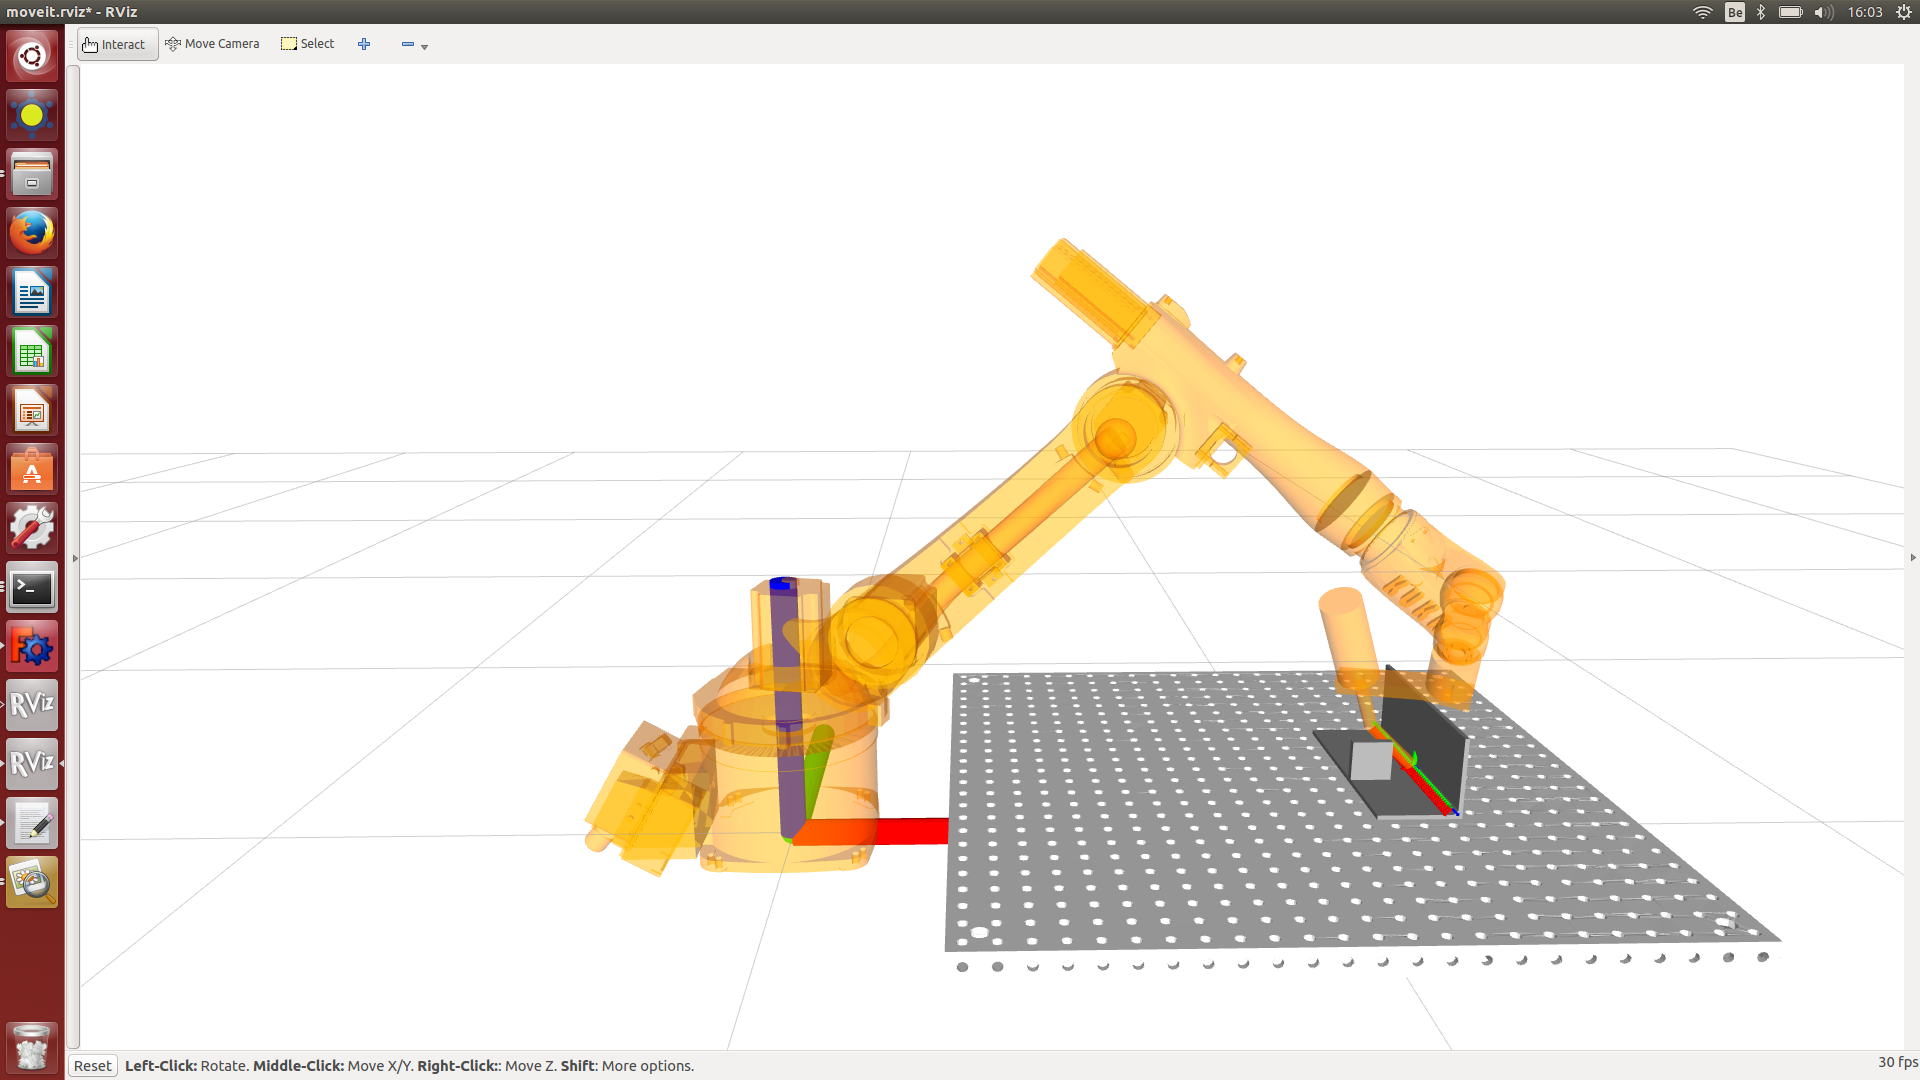 moveit.rviz* - RViz
Be
16:03
Interact
Move Camera
Select
RViz
RViz
KUKA
Reset
Left-Click: Rotate. Middle-Click: Move X/Y. Right-Click:: Move Z. Shift: More options.
30 fps